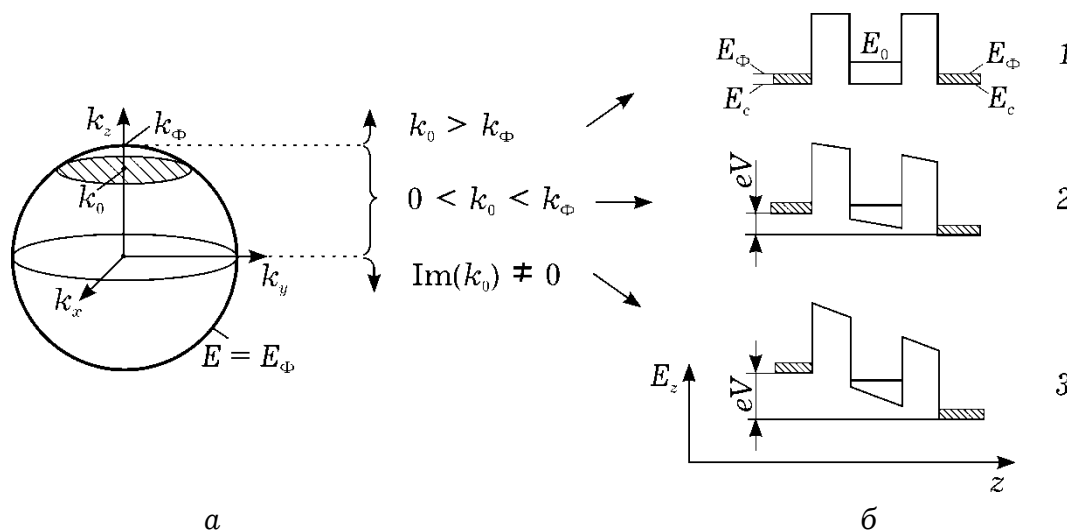 k_z
k_Ф
k_0
k_x
k_y
E = E_Ф
k_0 > k_Ф
0 < k_0 < k_Ф
Im(k_0) ≠ 0
E_Ф
E_0
E_Ф
E_c
E_c
1
eV
2
eV
3
E_z
z
а
б